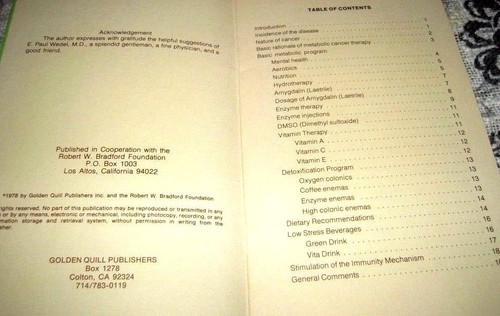 Acknowledgement
The author expresses with gratitude the helpful suggestions of
E. Paul Wedel, M.D., a splendid gentleman, a fine physician, and a
good friend.
Published in Cooperation with the
Robert W. Bradford Foundation
P.O. Box 1003
Los Altos, California 94022
©1978 by Golden Quill Publishers Inc. and the Robert W. Bradford Foundation
rights reserved. No part of this publication may be reproduced or transmitted in any
or by any means, electronic or mechanical, including photocopy, recording, or any
information storage and retrieval system, without permission in writing from the
GOLDEN QUILL PUBLISHERS
Box 1278
Colton, CA 92324
714/783-0119
TABLE OF CONTENTS
Introduction 1
Incidence of the disease 2
Nature of cancer 2
Basic rationale of metabolic cancer therapy 3
Basic metabolic program
Mental health 4
Aerobics 5
Nutrition 5
Hydrotherapy 7
Amygdalin (Laetrile) 7
Dosage of Amygdalin (Laetrile) 8
Enzyme therapy 9
Enzyme injections 11
DMSO (Dimethyl sulfoxide) 11
Vitamin Therapy 12
Vitamin A 12
Vitamin C 12
Vitamin E 13
Detoxification Program 13
Oxygen colonics 13
Coffee enemas 13
Enzyme enemas 14
High colonic enemas 14
Dietary Recommendations 16
Low Stress Beverages 16
Green Drink 16
Vita Drink 17
Stimulation of the Immunity Mechanism 18
General Comments